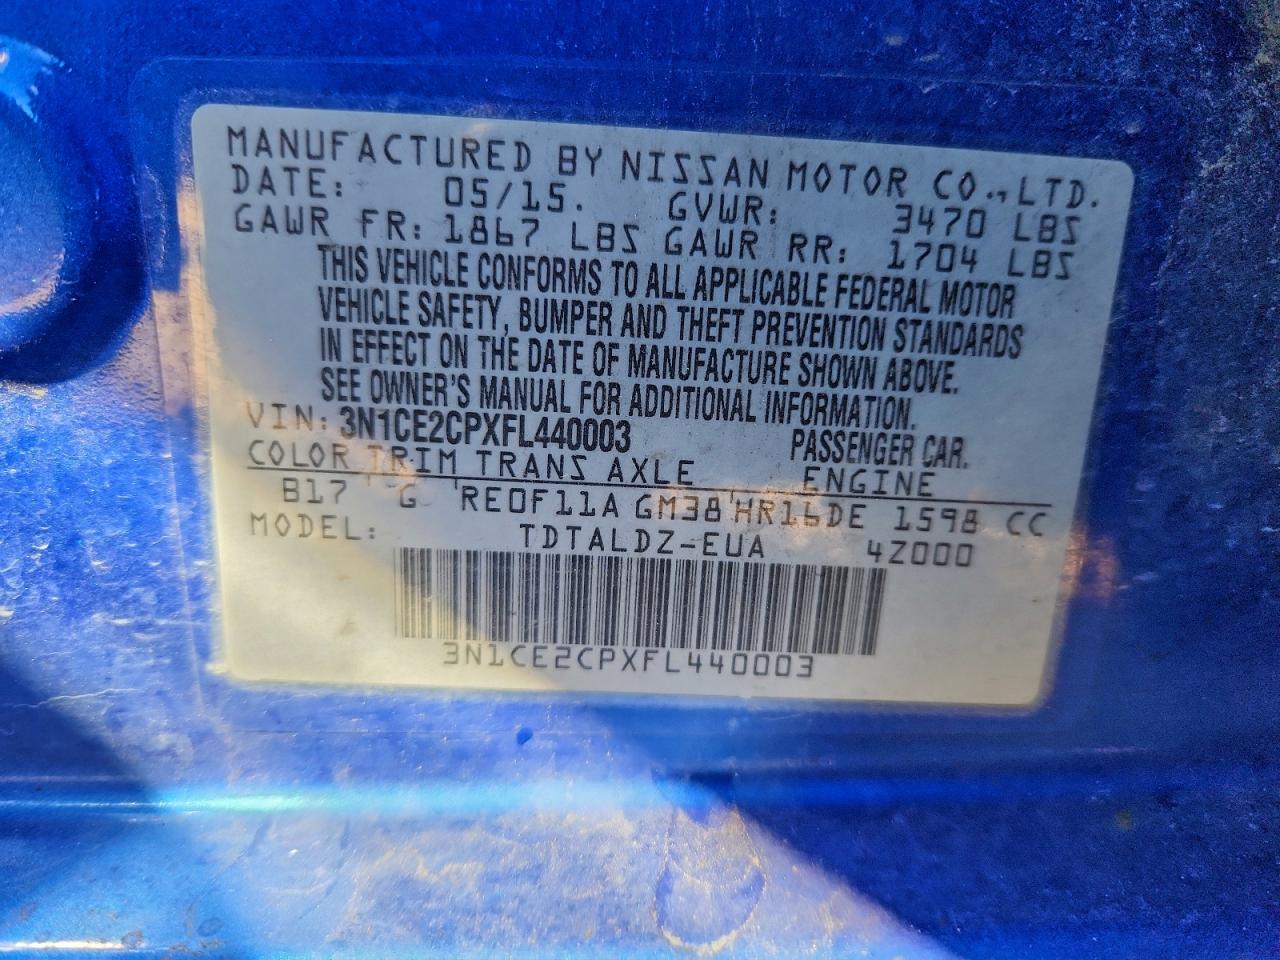 MANUFACTURED BY NISSAN MOTOR CO., LTD.
DATE: 05/15. GVWR: 3470 LBS
GAWR FR: 1867 LBS GAWR RR: 1704 LBS
THIS VEHICLE CONFORMS TO ALL APPLICABLE FEDERAL MOTOR
VEHICLE SAFETY, BUMPER AND THEFT PREVENTION STANDARDS
IN EFFECT ON THE DATE OF MANUFACTURE SHOWN ABOVE.
SEE OWNER'S MANUAL FOR ADDITIONAL INFORMATION.
VIN: 3N1CE2CPXFL440003 PASSENGER CAR.
COLOR TRIM TRANS AXLE ENGINE
B17 G RE0F11A GM38 HR16DE 1598 CC
MODEL: TDTALDZ-EUA 4Z000
3N1CE2CPXFL440003